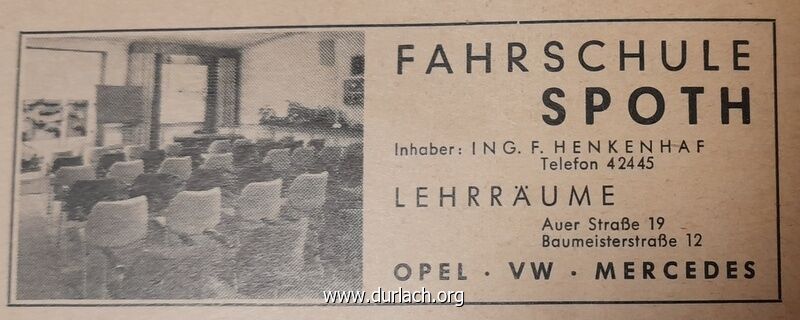 FAHRSCHULE
SPOTH
Inhaber: ING. F. HENKENHAF
Telefon 42445
LEHRRÄUME
Auer Straße 19
Baumeisterstraße 12
OPEL · VW · MERCEDES
www.durlach.org